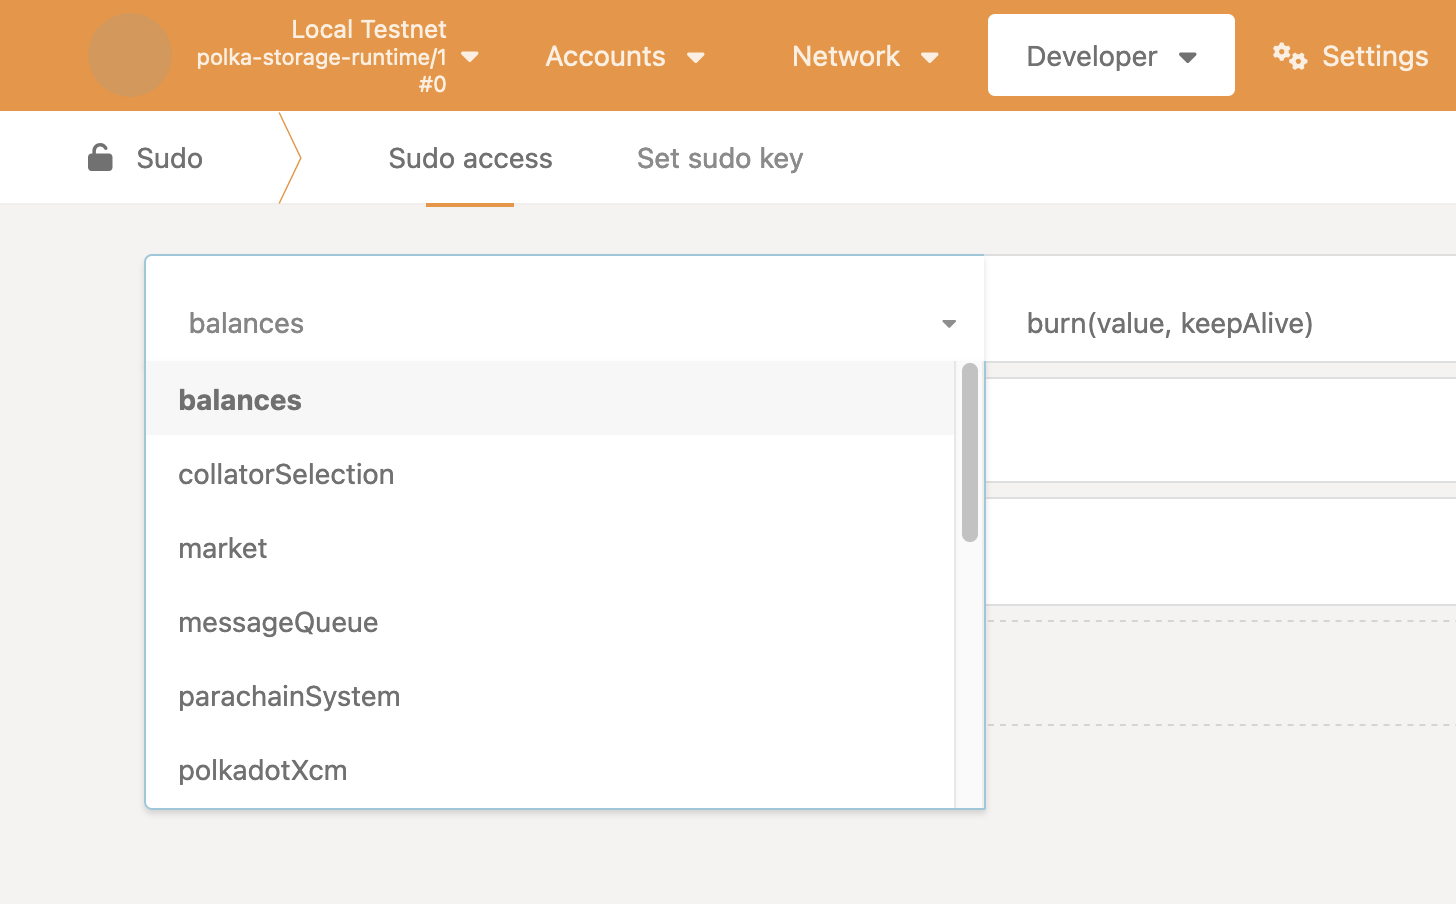 Local Testnet
polka-storage-runtime/1
#0
Accounts
Network
Developer
Settings
Sudo
Sudo access
Set sudo key
balances
burn(value, keepAlive)
balances
collatorSelection
market
messageQueue
parachainSystem
polkadotXcm